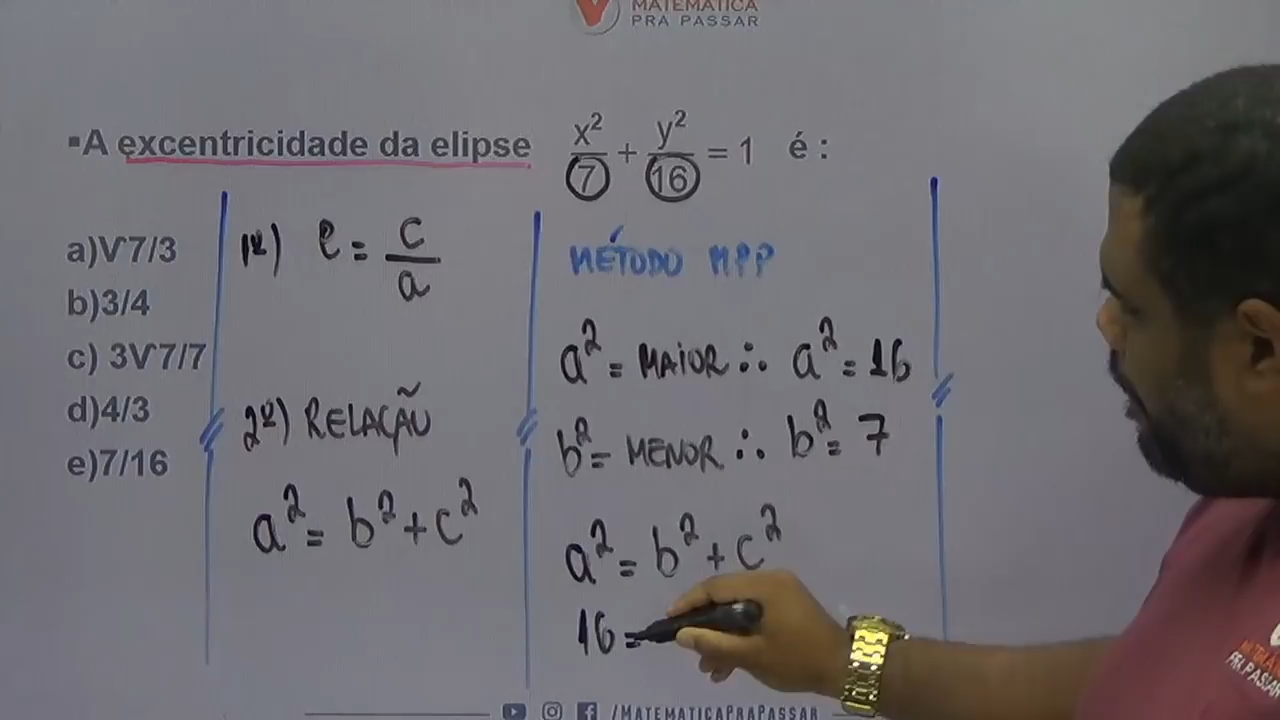 MATEMÁTICA
PRA PASSAR
▪A excentricidade da elipse x²/7 + y²/16 = 1 é :
a)√7/3
b)3/4
c) 3√7/7
d)4/3
e)7/16
1º) e = c/a
2º) RELAÇÃO
a² = b² + c²
MÉTODO MPP
a² = MAIOR ∴ a² = 16
b² = MENOR ∴ b² = 7
a² = b² + c²
16 =
/MATEMATICAPRAPASSAR
PRA PASSAR